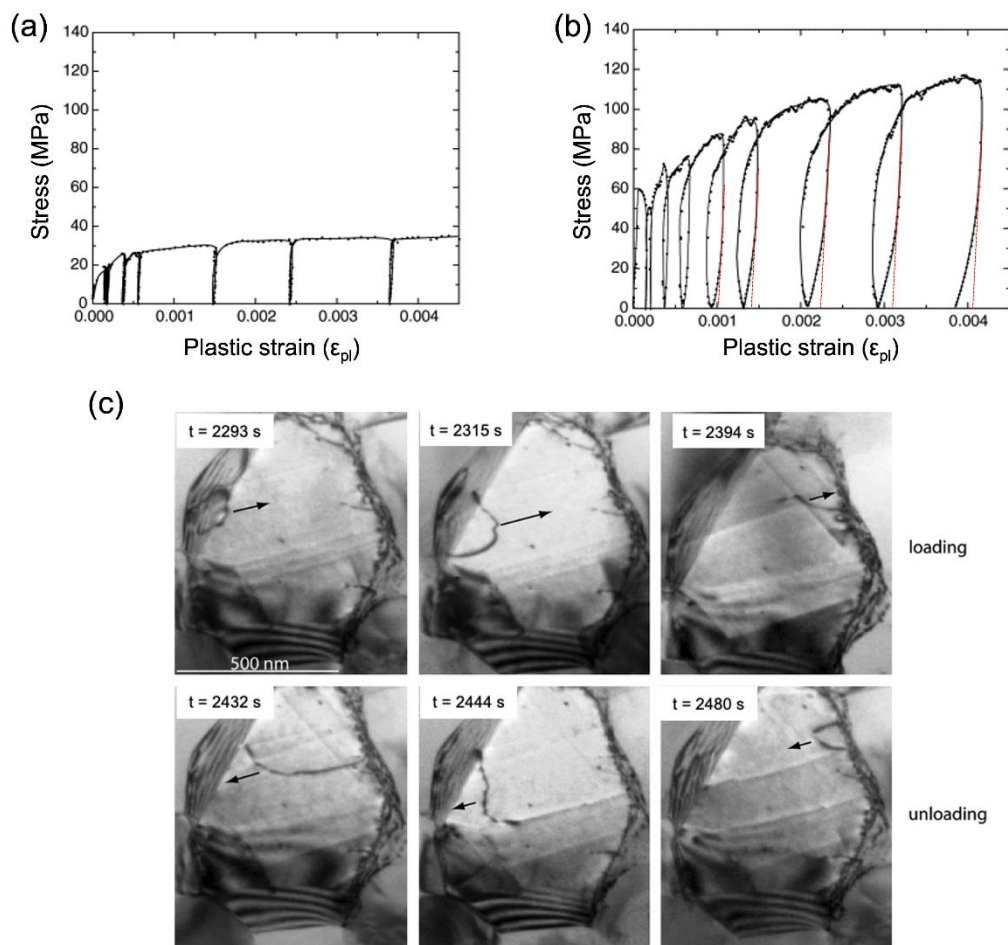 (a)
140
120
100
80
60
40
20
0
Stress (MPa)
0.000 0.001 0.002 0.003 0.004
Plastic strain (εpl)
(b)
140
120
100
80
60
40
20
0
Stress (MPa)
0.000 0.001 0.002 0.003 0.004
Plastic strain (εpl)
(c)
t = 2293 s t = 2315 s t = 2394 s
loading
500 nm
t = 2432 s t = 2444 s t = 2480 s
unloading